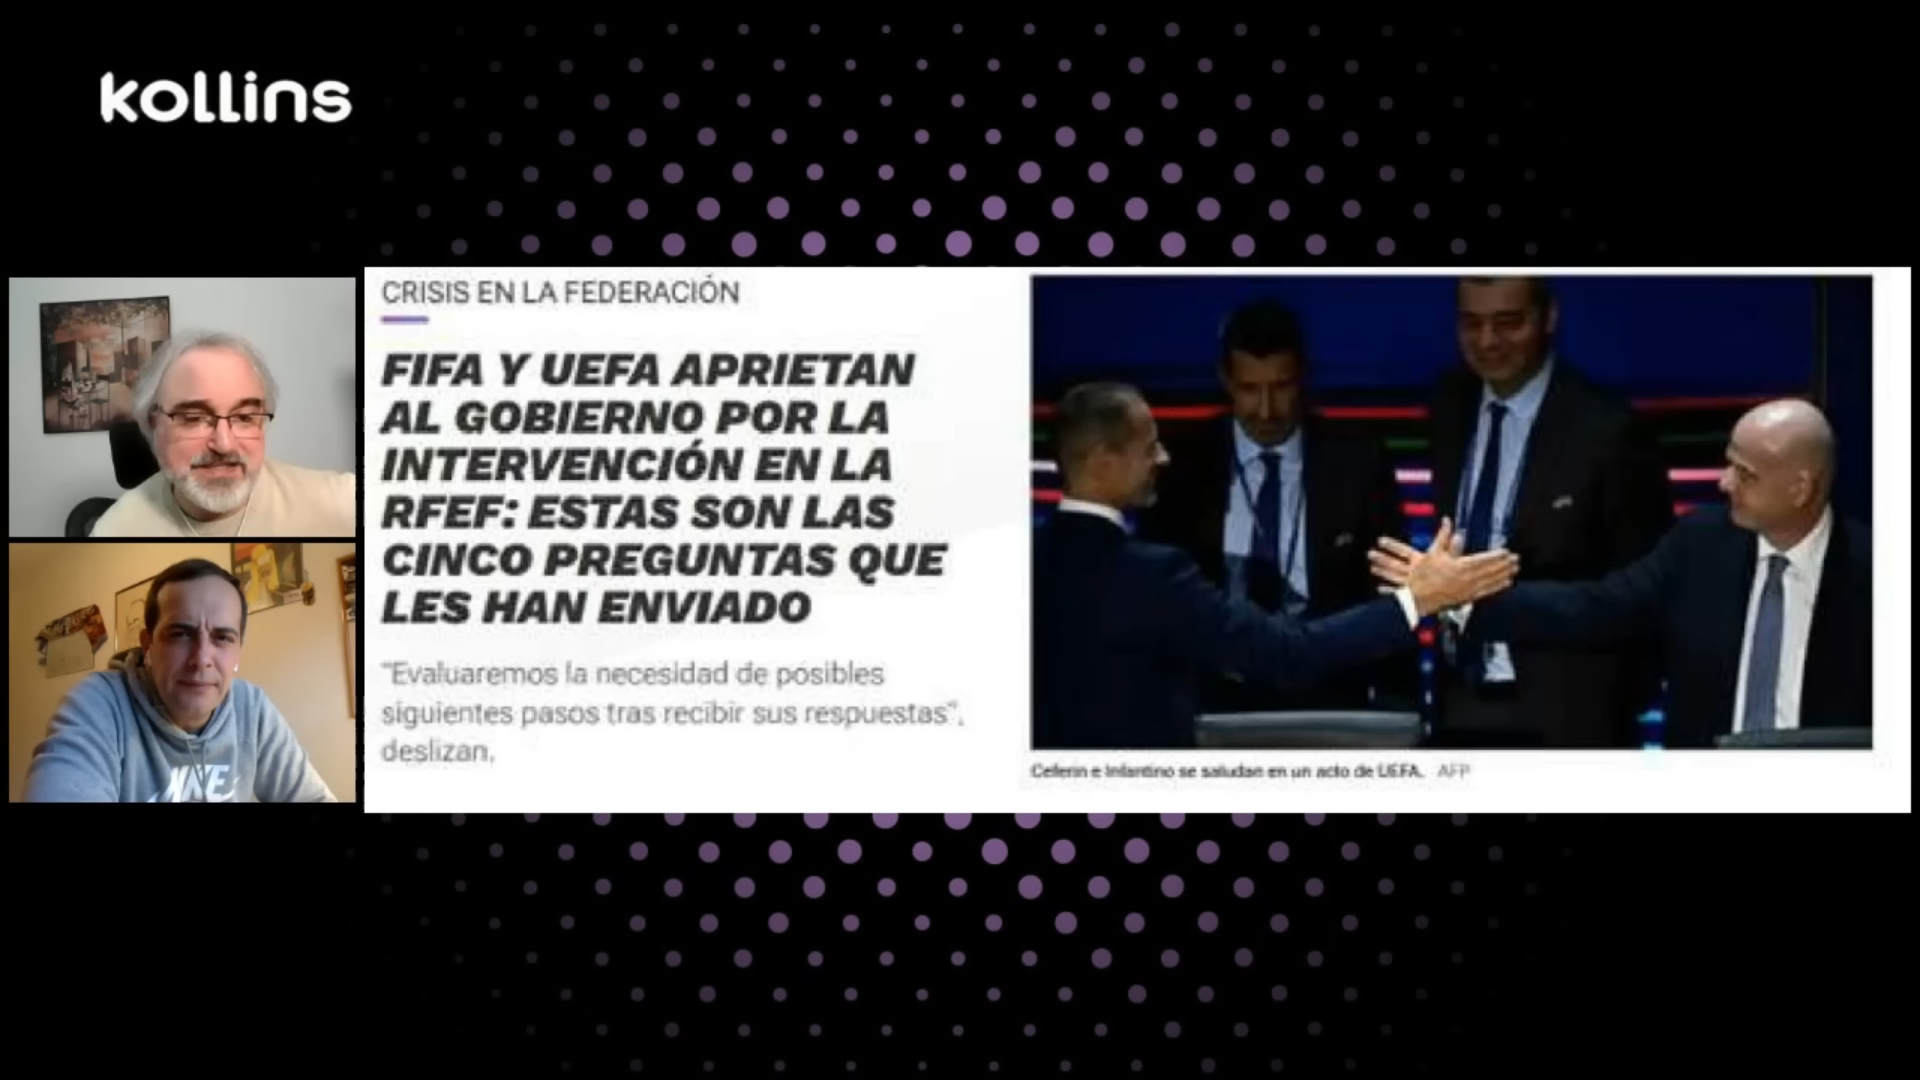 kollins
CRISIS EN LA FEDERACIÓN
FIFA Y UEFA APRIETAN
AL GOBIERNO POR LA
INTERVENCIÓN EN LA
RFEF: ESTAS SON LAS
CINCO PREGUNTAS QUE
LES HAN ENVIADO
"Evaluaremos la necesidad de posibles
siguientes pasos tras recibir sus respuestas",
deslizan.
Ceferin e Infantino se saludan en un acto de UEFA. AFP
NIKE